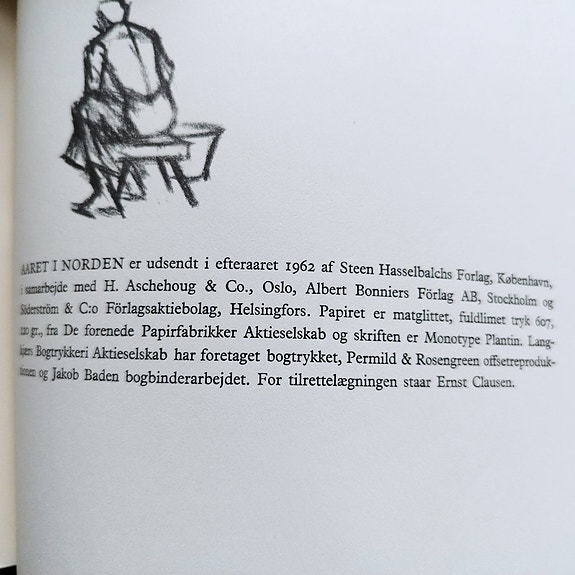 AARET I NORDEN er udsendt i efteraaret 1962 af Steen Hasselbalchs Forlag, København,
i samarbejde med H. Aschehoug & Co., Oslo, Albert Bonniers Förlag AB, Stockholm og
Söderström & C:o Förlagsaktiebolag, Helsingfors. Papiret er matglittet, fuldlimet tryk 607,
120 gr., fra De forenede Papirfabrikker Aktieselskab og skriften er Monotype Plantin. Lang-
kjærs Bogtrykkeri Aktieselskab har foretaget bogtrykket, Permild & Rosengreen offsetreproduk-
tionen og Jakob Baden bogbinderarbejdet. For tilrettelægningen staar Ernst Clausen.